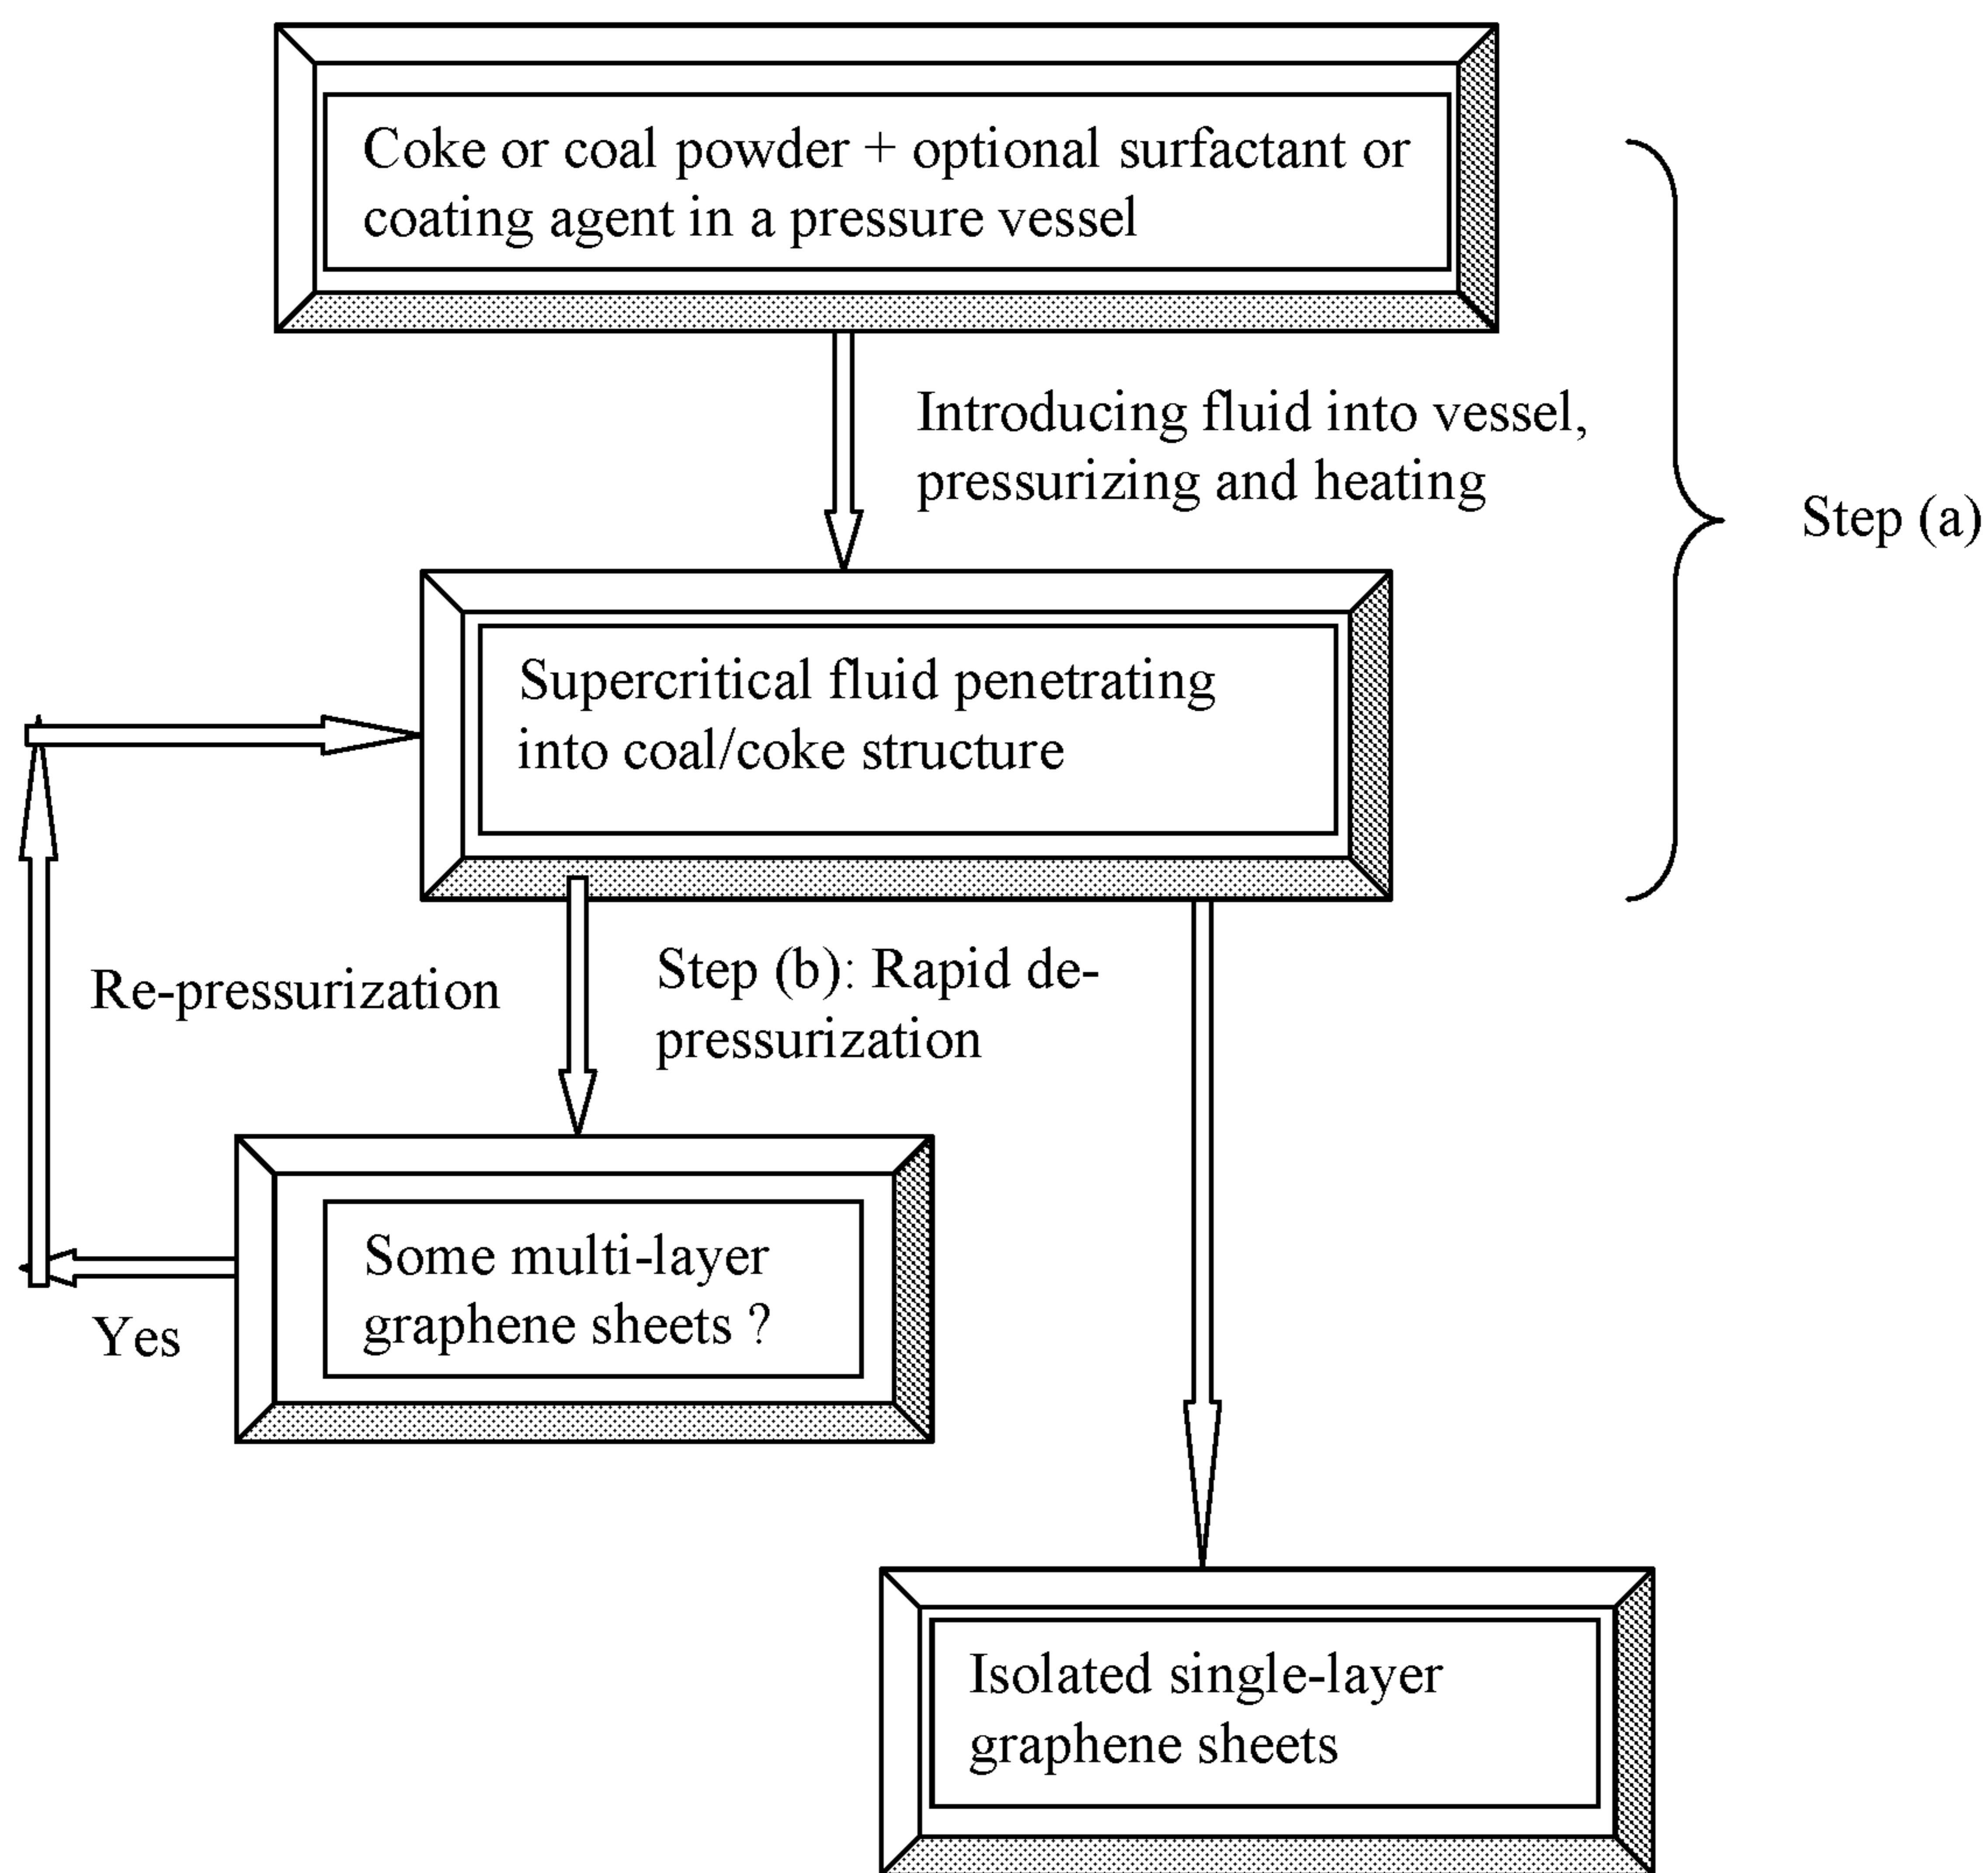 Coke or coal powder + optional surfactant or
coating agent in a pressure vessel
Introducing fluid into vessel,
pressurizing and heating
Step (a)
Supercritical fluid penetrating
into coal/coke structure
Re-pressurization
Step (b): Rapid de-
pressurization
Some multi-layer
graphene sheets ?
Yes
Isolated single-layer
graphene sheets